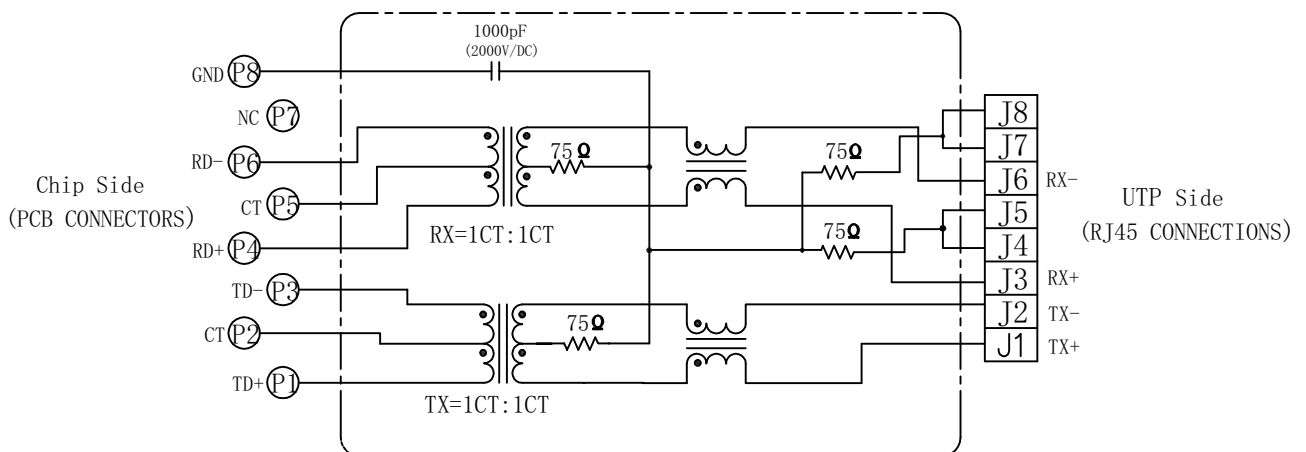 1000pF
(2000V/DC)
GND P8
NC P7
RD- P6
CT P5
RD+ P4
TD- P3
CT P2
TD+ P1
Chip Side
(PCB CONNECTORS)
75Ω
75Ω
75Ω
75Ω
RX=1CT:1CT
TX=1CT:1CT
J8
J7
J6 RX-
J5
J4
J3 RX+
J2 TX-
J1 TX+
UTP Side
(RJ45 CONNECTIONS)